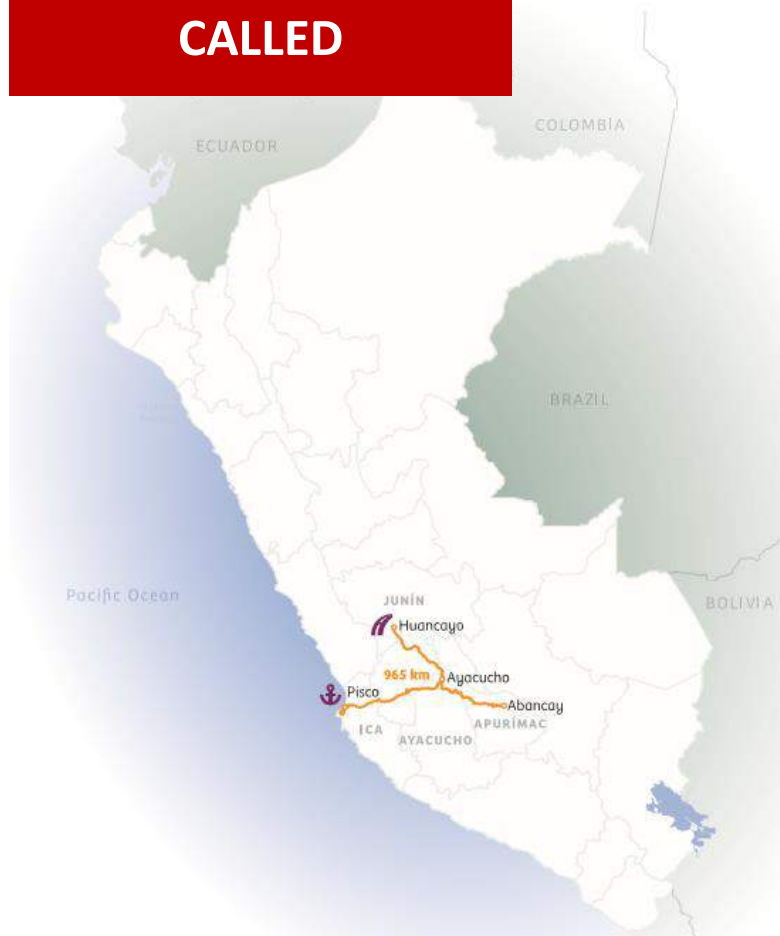 CALLED
COLOMBIA
ECUADOR
BRAZIL
Pacific Ocean
BOLIVIA
JUNÍN
Huancayo
965 km
Ayacucho
Pisco
Abancay
ICA
APURÍMAC
AYACUCHO